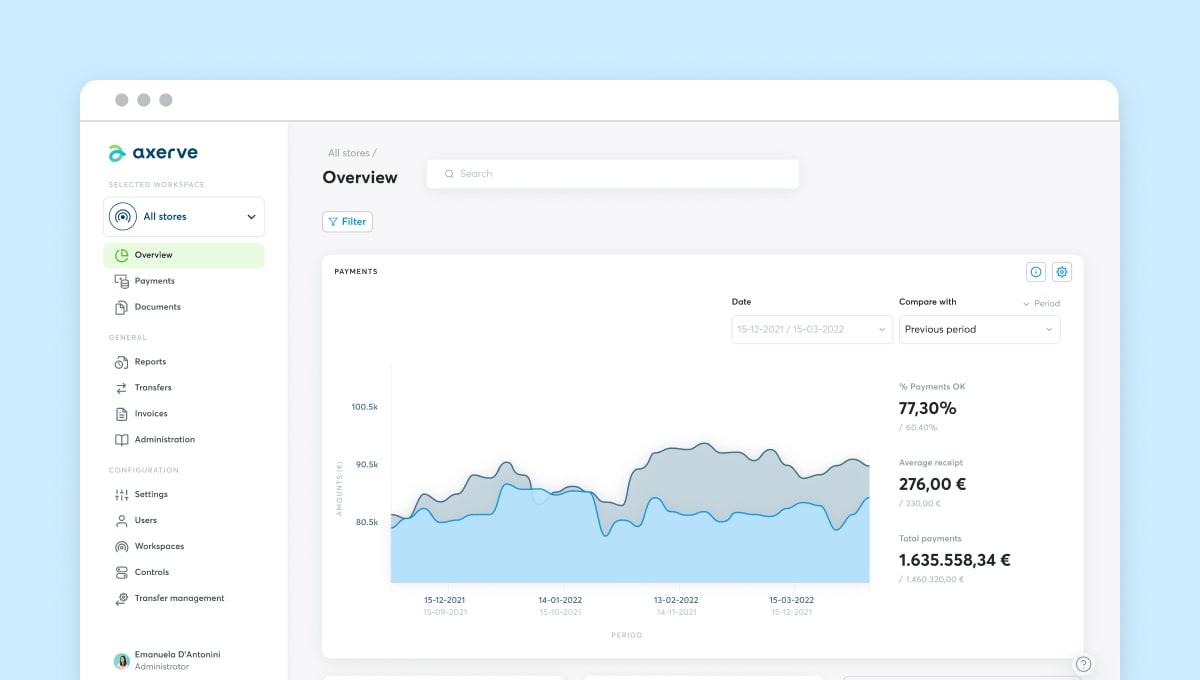 axerve
SELECTED WORKSPACE
All stores
Overview
Payments
Documents
GENERAL
Reports
Transfers
Invoices
Administration
CONFIGURATION
Settings
Users
Workspaces
Controls
Transfer management
Emanuela D'Antonini
Administrator
All stores /
Overview
Search
Filter
PAYMENTS
Date
Compare with
Period
15-12-2021 / 15-03-2022
Previous period
100.5k
90.5k
80.5k
AMOUNTS (€)
15-12-2021 14-01-2022 13-02-2022 15-03-2022
15-09-2021 15-10-2021 14-11-2021 15-12-2021
PERIOD
% Payments OK
77,30%
/ 60.40%
Average receipt
276,00 €
/ 230,00 €
Total payments
1.635.558,34 €
/ 1.460.320,00 €
?